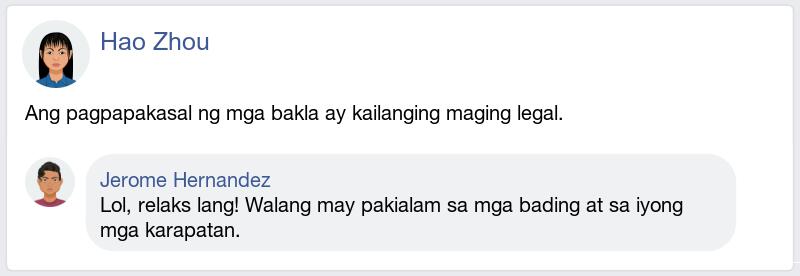 Hao Zhou
Ang pagpapakasal ng mga bakla ay kailanging maging legal.
Jerome Hernandez
Lol, relaks lang! Walang may pakialam sa mga bading at sa iyong
mga karapatan.